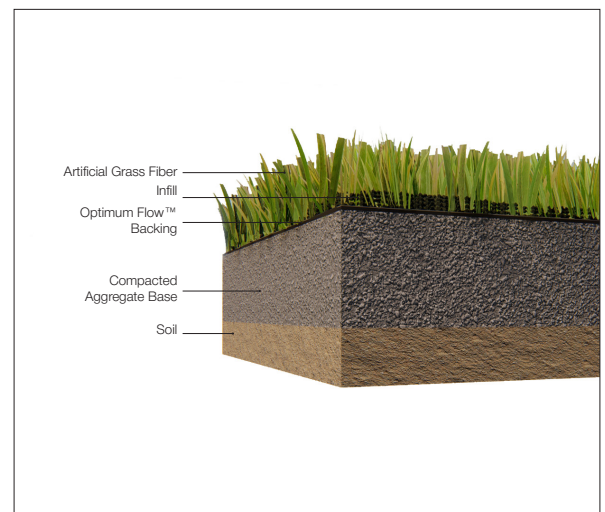 Artificial Grass Fiber
Infill
Optimum Flow™
Backing
Compacted
Aggregate Base
Soil